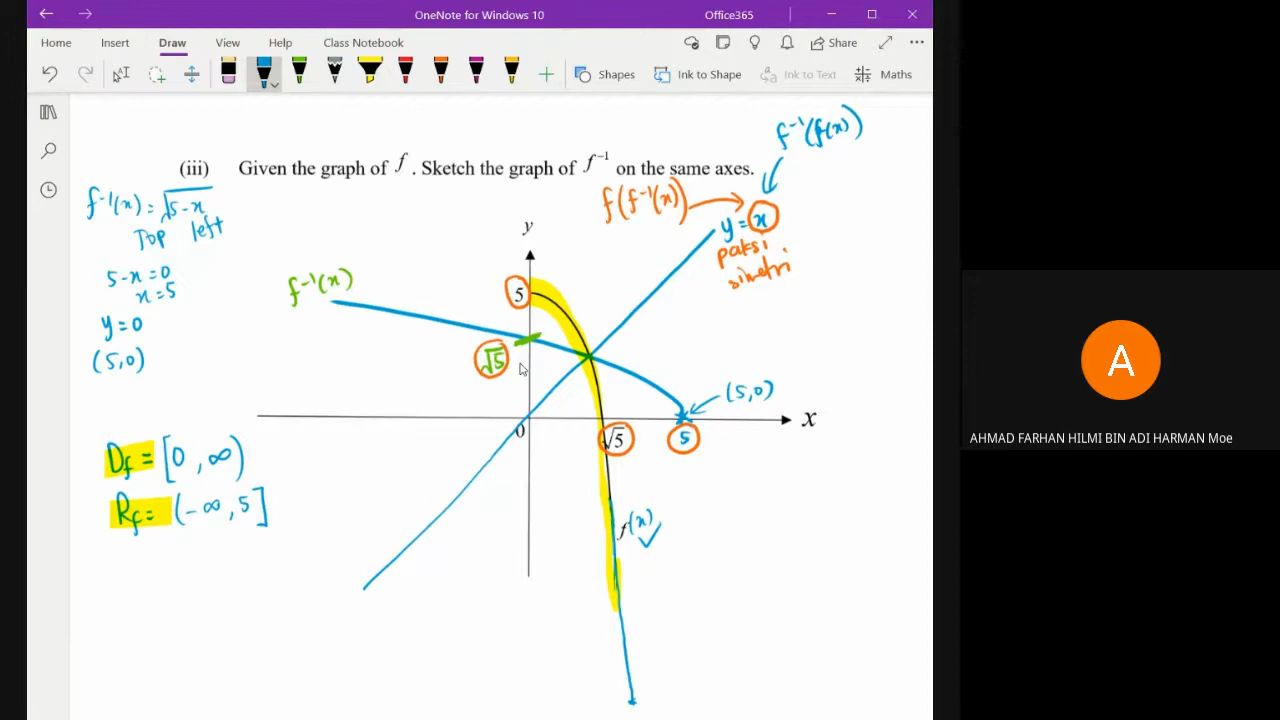 OneNote for Windows 10
Office365
Home Insert Draw View Help Class Notebook
Share
Shapes
Ink to Shape
Ink to Text
Maths
f⁻¹(f(x))
(iii) Given the graph of f . Sketch the graph of f⁻¹ on the same axes.
f⁻¹(x) = √5-x
Top left
f(f⁻¹(x))
y = x
paksi
simetri
5-x=0
x=5
y=0
(5,0)
y
f⁻¹(x)
5
√5
(5,0)
x
0
√5
5
D_f = [0, ∞)
R_f = (-∞, 5]
f(x)
A
AHMAD FARHAN HILMI BIN ADI HARMAN Moe